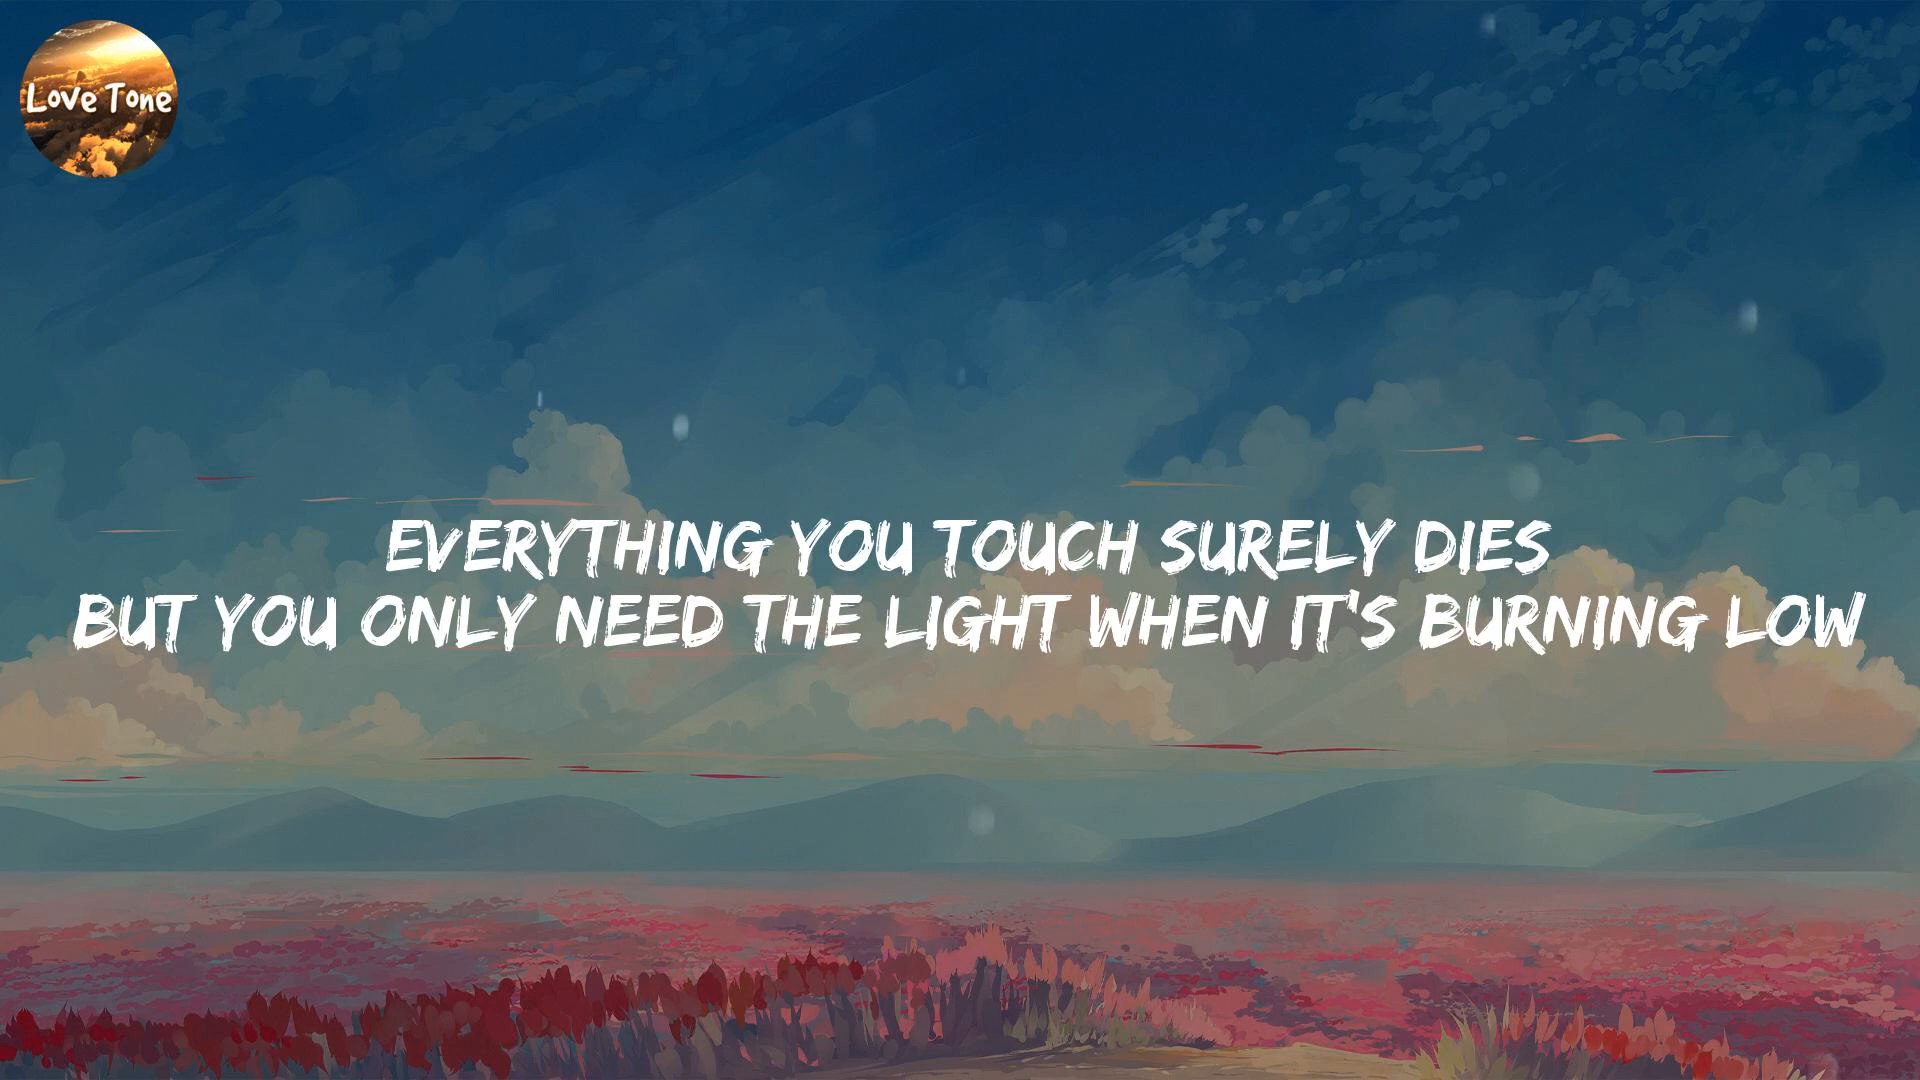 Love Tone
EVERYTHING YOU TOUCH SURELY DIES
BUT YOU ONLY NEED THE LIGHT WHEN IT'S BURNING LOW